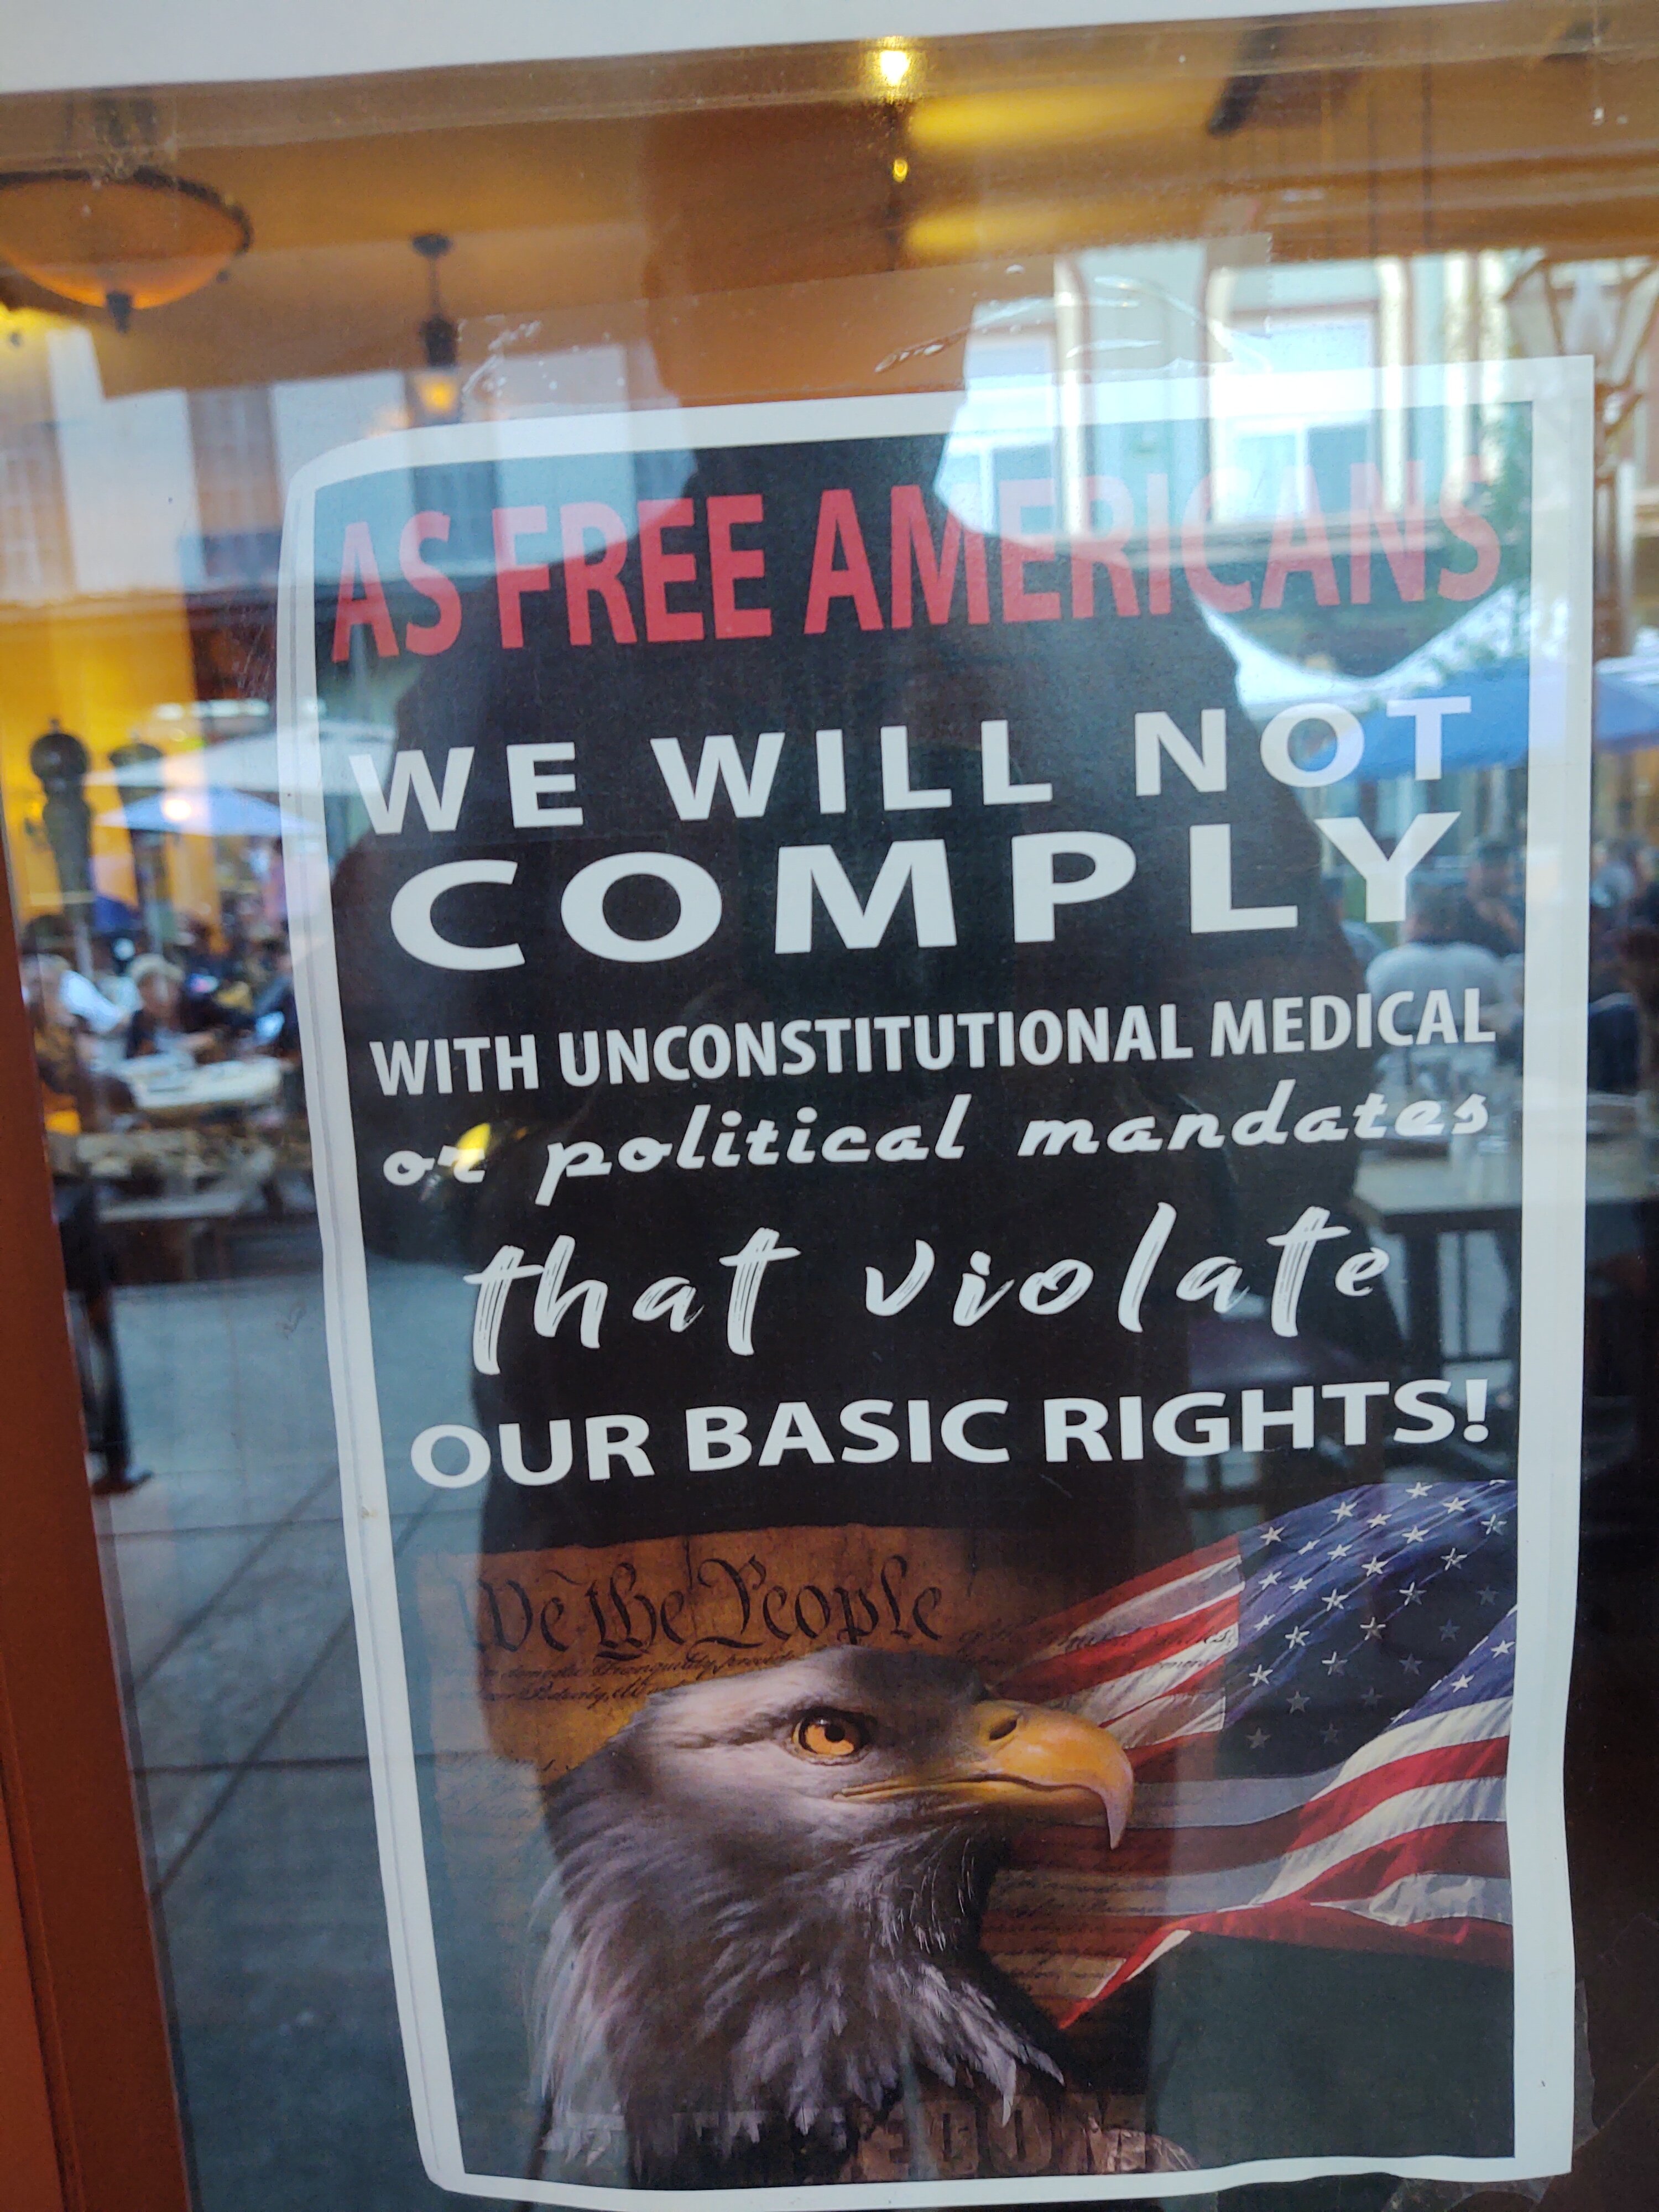 AS FREE AMERICANS
WE WILL NOT
COMPLY
WITH UNCONSTITUTIONAL MEDICAL
or political mandates
that violate
OUR BASIC RIGHTS!
We the People